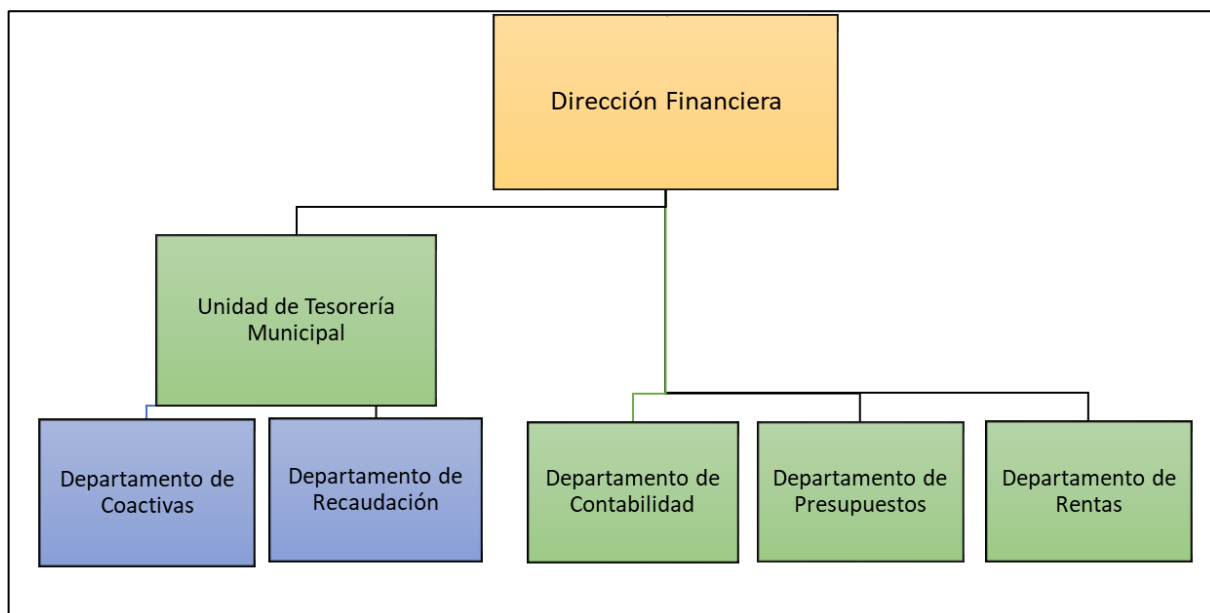 Dirección Financiera
Unidad de Tesorería
Municipal
Departamento de
Coactivas
Departamento de
Recaudación
Departamento de
Contabilidad
Departamento de
Presupuestos
Departamento de
Rentas